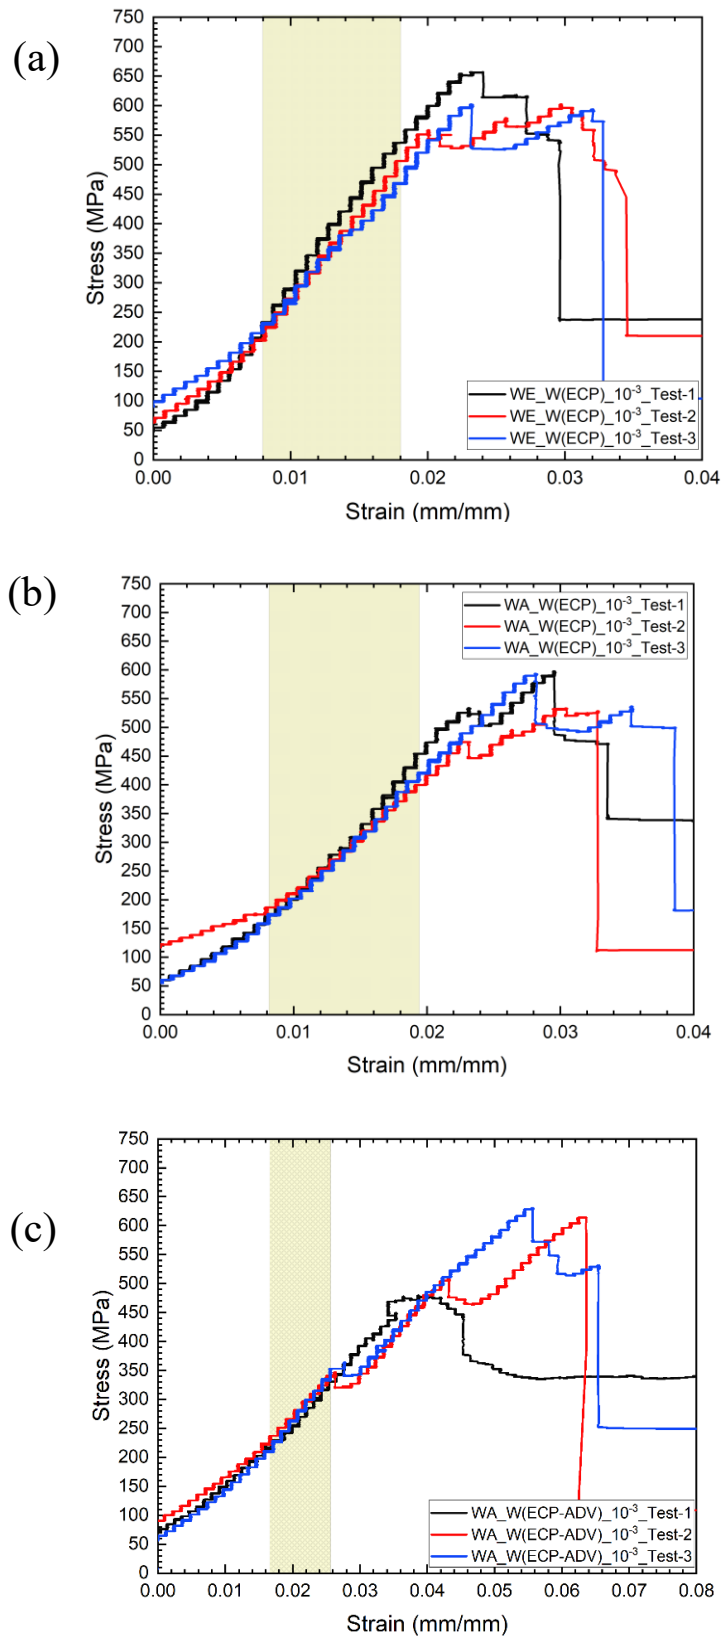 (a)
Stress (MPa)
750
700
650
600
550
500
450
400
350
300
250
200
150
100
50
0
WE_W(ECP)_10⁻³_Test-1
WE_W(ECP)_10⁻³_Test-2
WE_W(ECP)_10⁻³_Test-3
0.00 0.01 0.02 0.03 0.04
Strain (mm/mm)
(b)
Stress (MPa)
750
700
650
600
550
500
450
400
350
300
250
200
150
100
50
0
WA_W(ECP)_10⁻³_Test-1
WA_W(ECP)_10⁻³_Test-2
WA_W(ECP)_10⁻³_Test-3
0.00 0.01 0.02 0.03 0.04
Strain (mm/mm)
(c)
Stress (MPa)
750
700
650
600
550
500
450
400
350
300
250
200
150
100
50
0
WA_W(ECP-ADV)_10⁻³_Test-1
WA_W(ECP-ADV)_10⁻³_Test-2
WA_W(ECP-ADV)_10⁻³_Test-3
0.00 0.01 0.02 0.03 0.04 0.05 0.06 0.07 0.08
Strain (mm/mm)